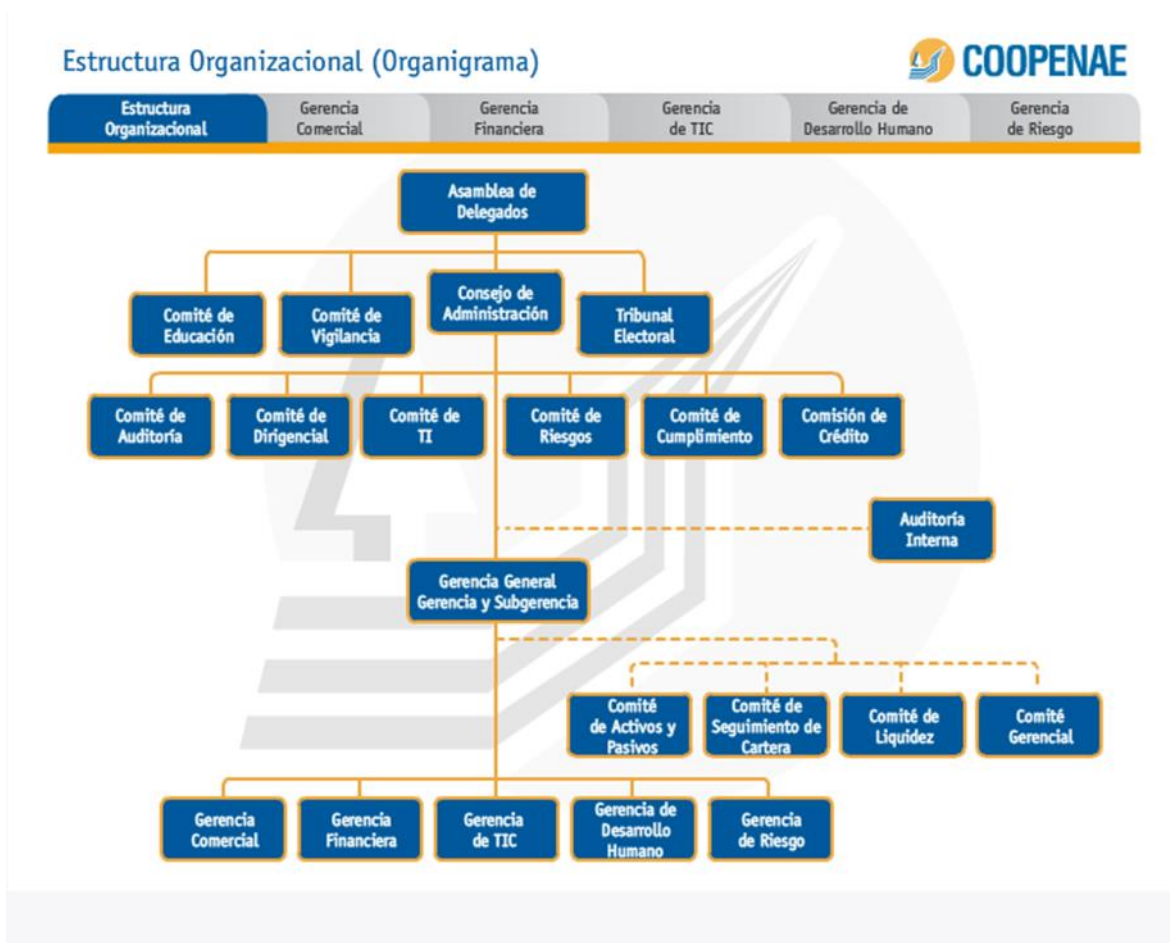 Estructura Organizacional (Organigrama)
COOPENAE
Estructura
Organizacional
Gerencia
Comercial
Gerencia
Financiera
Gerencia
de TIC
Gerencia de
Desarrollo Humano
Gerencia
de Riesgo
Asamblea de
Delegados
Comité de
Educación
Comité de
Vigilancia
Consejo de
Administración
Tribunal
Electoral
Comité de
Auditoría
Comité de
Dirigencial
Comité de
TI
Comité de
Riesgos
Comité de
Cumplimiento
Comisión de
Crédito
Auditoría
Interna
Gerencia General
Gerencia y Subgerencia
Comité
de Activos y
Pasivos
Comité de
Seguimiento de
Cartera
Comité de
Liquidez
Comité
Gerencial
Gerencia
Comercial
Gerencia
Financiera
Gerencia
de TIC
Gerencia de
Desarrollo
Humano
Gerencia
de Riesgo